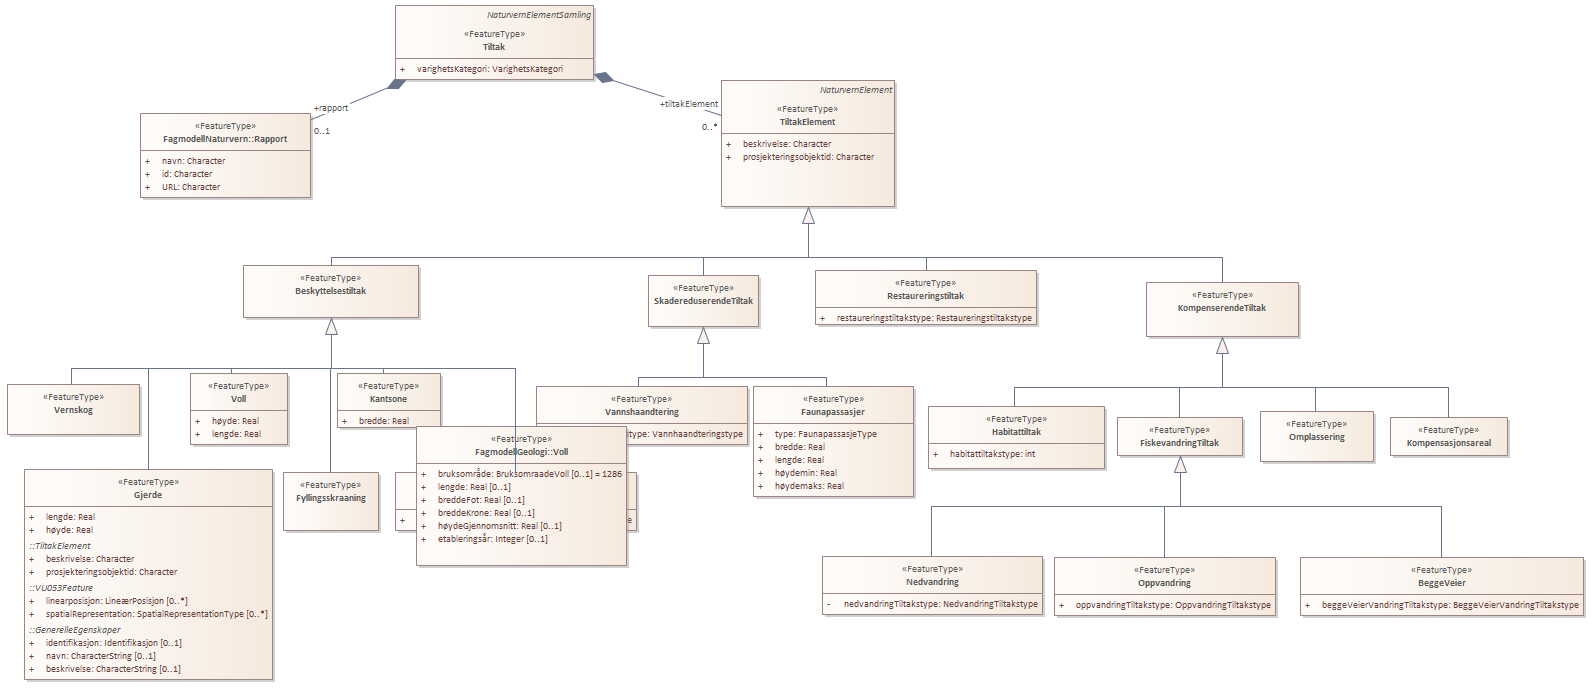 NaturvernElementSamling
«FeatureType»
Tiltak
+ varighetsKategori: VarighetsKategori
+rapport
0..1
+tiltakElement
0..*
«FeatureType»
FagmodellNaturvern::Rapport
+ navn: Character
+ id: Character
+ URL: Character
NaturvernElement
«FeatureType»
TiltakElement
+ beskrivelse: Character
+ prosjekteringsobjektid: Character
«FeatureType»
Beskyttelsestiltak
«FeatureType»
SkadereduserendeTiltak
«FeatureType»
Restaureringstiltak
+ restaureringstiltakstype: Restaureringstiltakstype
«FeatureType»
KompenserendeTiltak
«FeatureType»
Vernskog
«FeatureType»
Voll
+ høyde: Real
+ lengde: Real
«FeatureType»
Kantsone
+ bredde: Real
«FeatureType»
Vannshaandtering
stype: Vannhaandteringstype
«FeatureType»
Faunapassasjer
+ type: FaunapassasjeType
+ bredde: Real
+ lengde: Real
+ høydemin: Real
+ høydemaks: Real
«FeatureType»
Habitattiltak
+ habitattiltakstype: int
«FeatureType»
FiskevandringTiltak
«FeatureType»
Omplassering
«FeatureType»
Kompensasjonsareal
«FeatureType»
Gjerde
+ lengde: Real
+ høyde: Real
::TiltakElement
+ beskrivelse: Character
+ prosjekteringsobjektid: Character
::VU053Feature
+ linearposisjon: LineærPosisjon [0..*]
+ spatialRepresentation: SpatialRepresentationType [0..*]
::GenerelleEgenskaper
+ identifikasjon: Identifikasjon [0..1]
+ navn: CharacterString [0..1]
+ beskrivelse: CharacterString [0..1]
«FeatureType»
Fyllingsskraaning
+
e
«FeatureType»
FagmodellGeologi::Voll
+ bruksområde: BruksomraadeVoll [0..1] = 1286
+ lengde: Real [0..1]
+ breddeFot: Real [0..1]
+ breddeKrone: Real [0..1]
+ høydeGjennomsnitt: Real [0..1]
+ etableringsår: Integer [0..1]
«FeatureType»
Nedvandring
- nedvandringTiltakstype: NedvandringTiltakstype
«FeatureType»
Oppvandring
+ oppvandringTiltakstype: OppvandringTiltakstype
«FeatureType»
BeggeVeier
+ beggeVeierVandringTiltakstype: BeggeVeierVandringTiltakstype